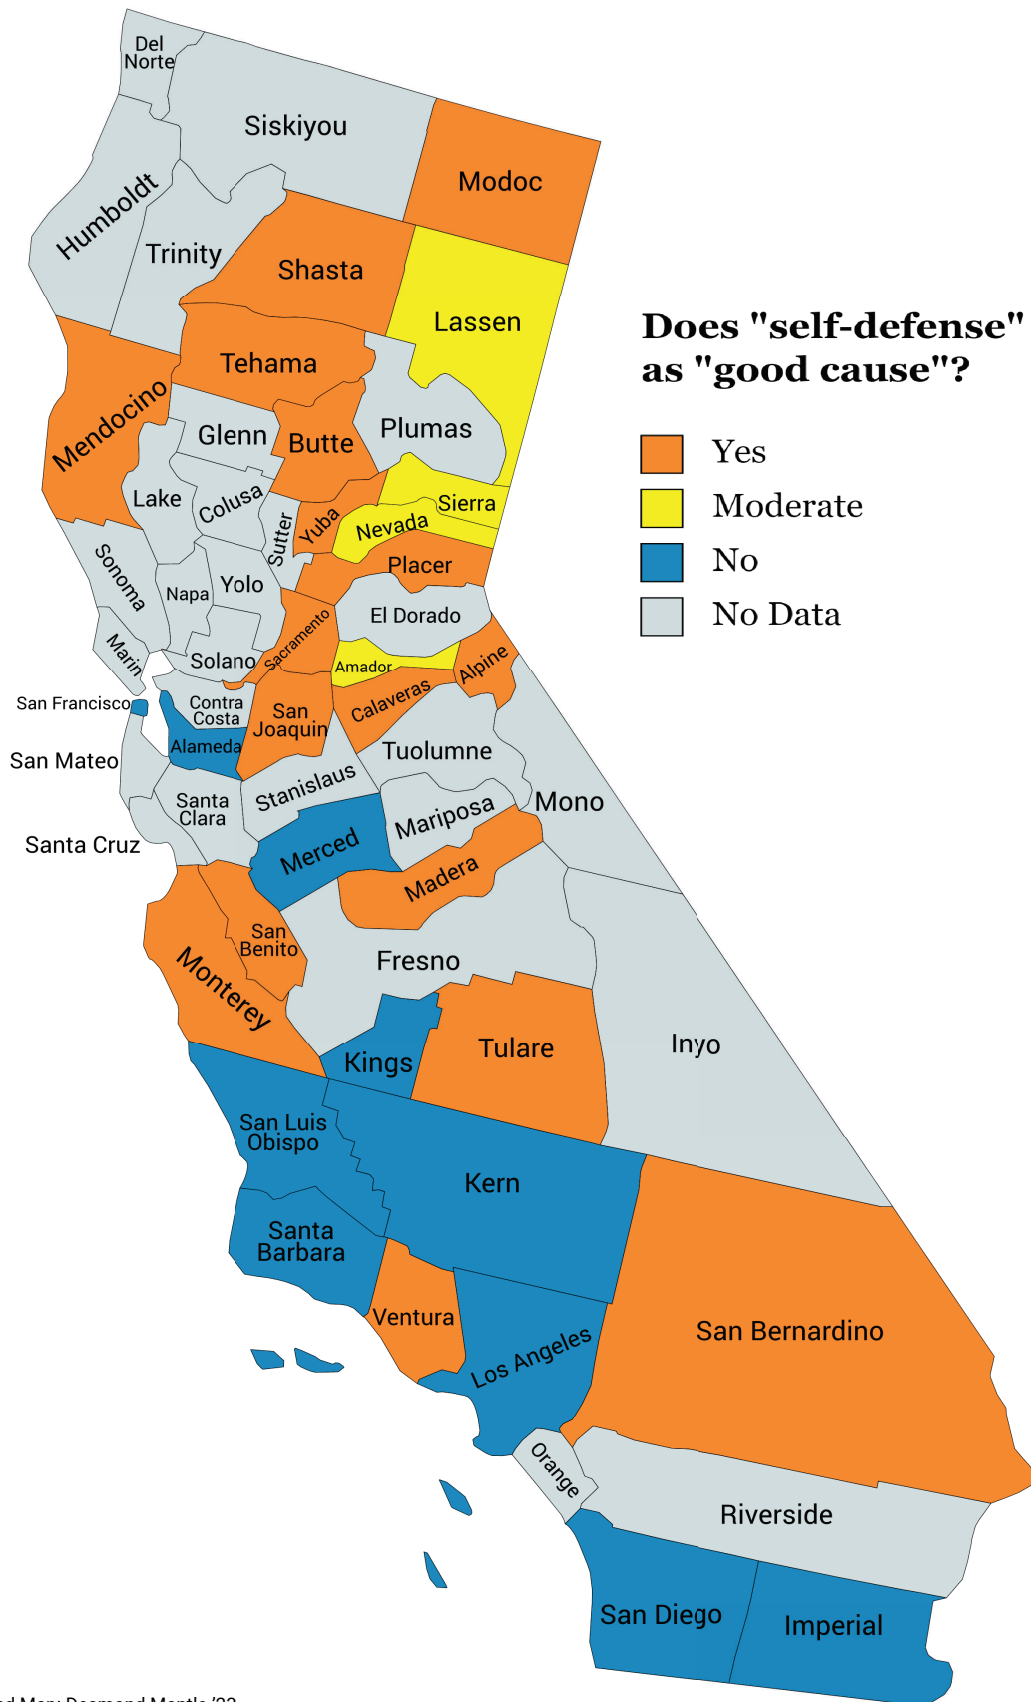 Del
Norte
Siskiyou
Modoc
Humboldt
Trinity
Shasta
Lassen
Does "self-defense"
as "good cause"?
Yes
Moderate
No
No Data
Tehama
Mendocino
Glenn
Butte
Plumas
Lake
Colusa
Sutter
Yuba
Sierra
Nevada
Placer
Sonoma
Napa
Yolo
El Dorado
Sacramento
Marin
Solano
Amador
Alpine
San Francisco
Contra
Costa
San
Joaquin
Calaveras
Alameda
Tuolumne
San Mateo
Santa
Clara
Stanislaus
Mariposa
Mono
Santa Cruz
Merced
Madera
San
Benito
Monterey
Fresno
Kings
Tulare
Inyo
San Luis
Obispo
Kern
Santa
Barbara
Ventura
Los Angeles
San Bernardino
Orange
Riverside
San Diego
Imperial